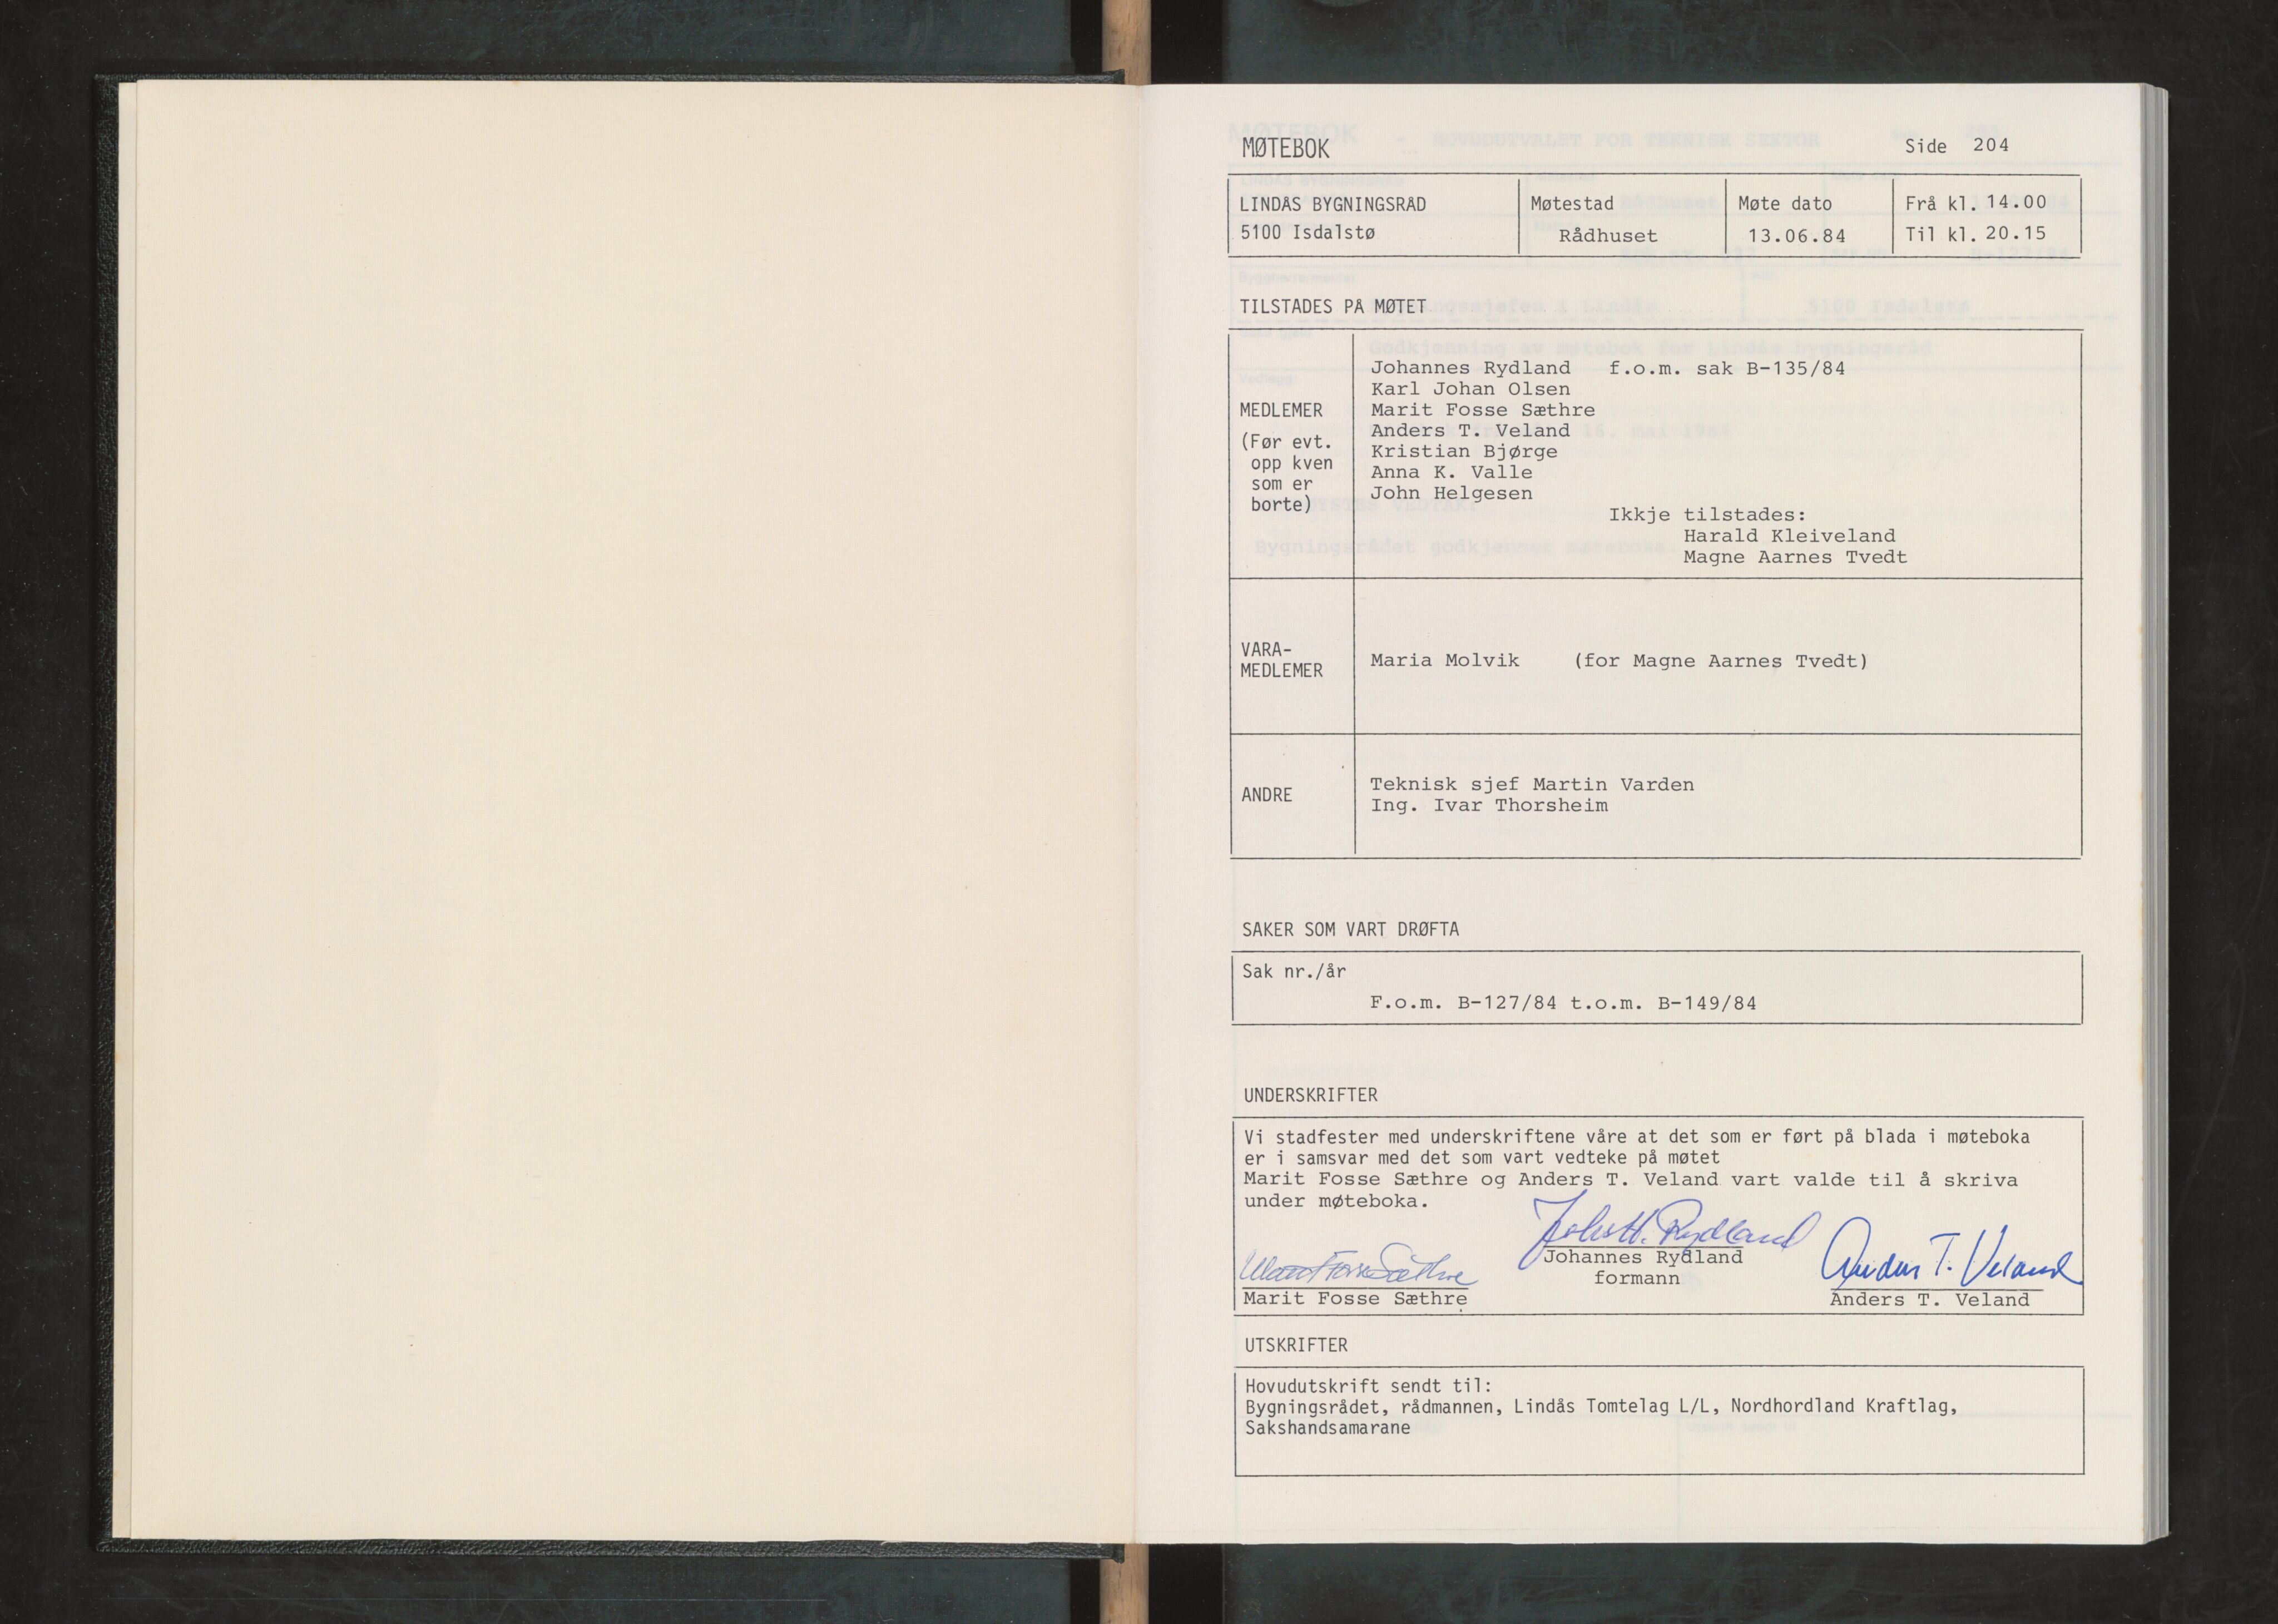 MØTEBOK
Side 204
LINDÅS BYGNINGSRÅD
5100 Isdalstø
Møtestad
Rådhuset
Møte dato
13.06.84
Frå kl. 14.00
Til kl. 20.15
TILSTADES PÅ MØTET
MEDLEMER
(Før evt.
opp kven
som er
borte)
Johannes Rydland f.o.m. sak B-135/84
Karl Johan Olsen
Marit Fosse Sæthre
Anders T. Veland
Kristian Bjørge
Anna K. Valle
John Helgesen
Ikkje tilstades:
Harald Kleiveland
Magne Aarnes Tvedt
VARA-
MEDLEMER
Maria Molvik (for Magne Aarnes Tvedt)
ANDRE
Teknisk sjef Martin Varden
Ing. Ivar Thorsheim
SAKER SOM VART DRØFTA
Sak nr./år
F.o.m. B-127/84 t.o.m. B-149/84
UNDERSKRIFTER
Vi stadfester med underskriftene våre at det som er ført på blada i møteboka
er i samsvar med det som vart vedteke på møtet
Marit Fosse Sæthre og Anders T. Veland vart valde til å skriva
under møteboka.
Marit Fosse Sæthre
Marit Fosse Sæthre
Rydland
Johannes Rydland
formann
Anders T. Veland
Anders T. Veland
UTSKRIFTER
Hovudutskrift sendt til:
Bygningsrådet, rådmannen, Lindås Tomtelag L/L, Nordhordland Kraftlag,
Sakshandsamarane